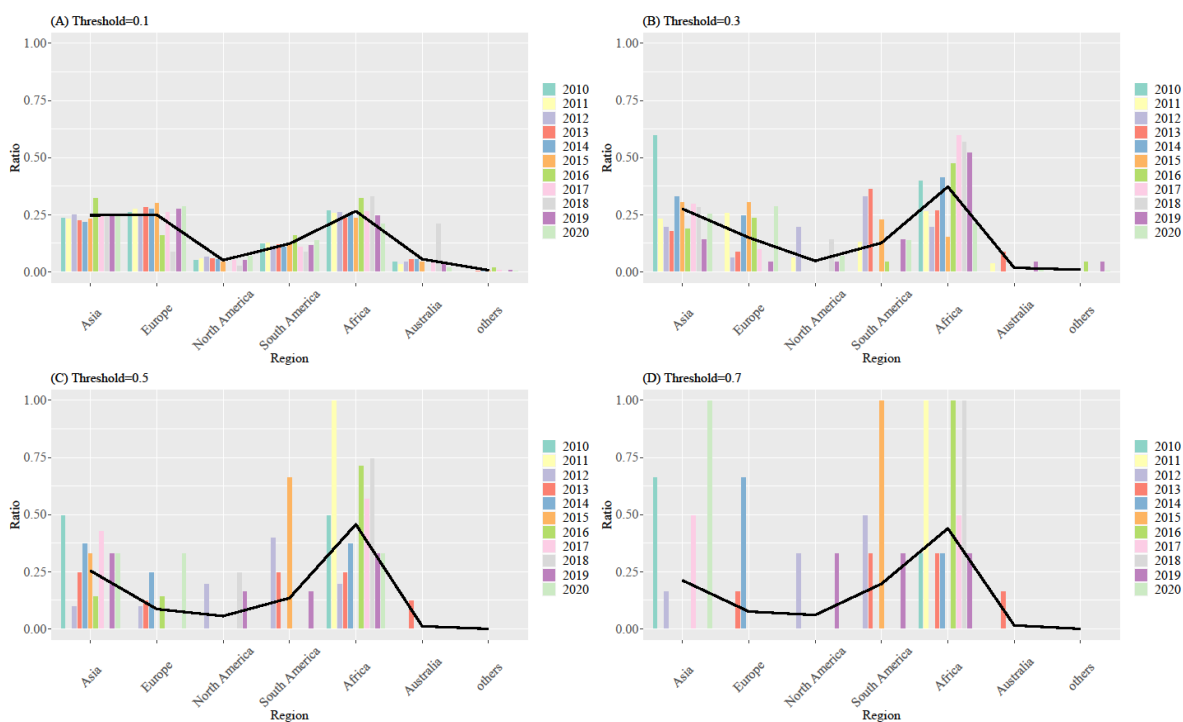 (A) Threshold=0.1
1.00
0.75
0.50
0.25
0.00
Ratio
Asia
Europe
North America
South America
Africa
Australia
others
Region
2010
2011
2012
2013
2014
2015
2016
2017
2018
2019
2020
(B) Threshold=0.3
1.00
0.75
0.50
0.25
0.00
Ratio
Asia
Europe
North America
South America
Africa
Australia
others
Region
2010
2011
2012
2013
2014
2015
2016
2017
2018
2019
2020
(C) Threshold=0.5
1.00
0.75
0.50
0.25
0.00
Ratio
Asia
Europe
North America
South America
Africa
Australia
others
Region
2010
2011
2012
2013
2014
2015
2016
2017
2018
2019
2020
(D) Threshold=0.7
1.00
0.75
0.50
0.25
0.00
Ratio
Asia
Europe
North America
South America
Africa
Australia
others
Region
2010
2011
2012
2013
2014
2015
2016
2017
2018
2019
2020